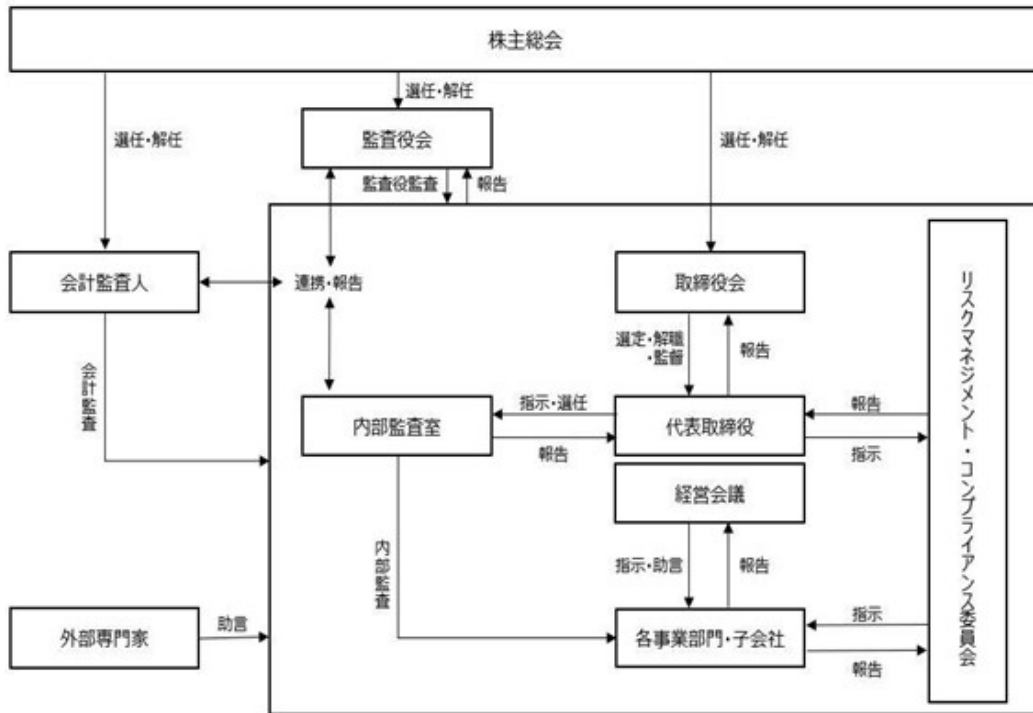 株主総会
選任・解任
監査役会
選任・解任
選任・解任
監査役監査
報告
会計監査人
連携・報告
取締役会
選定・解職
・監督
報告
会計監査
指示・選任
内部監査室
代表取締役
報告
報告
指示
経営会議
内部監査
指示・助言
報告
外部専門家
助言
各事業部門・子会社
指示
報告
リスクマネジメント・コンプライアンス委員会